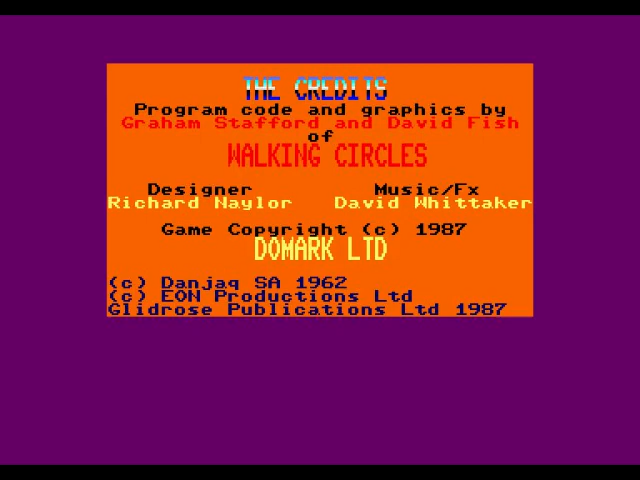 THE CREDITS
Program code and graphics by
Graham Stafford and David Fish
of
WALKING CIRCLES
Designer Music/Fx
Richard Naylor David Whittaker
Game Copyright (c) 1987
DOMARK LTD
(c) Danjaq SA 1962
(c) EON Productions Ltd
Glidrose Publications Ltd 1987